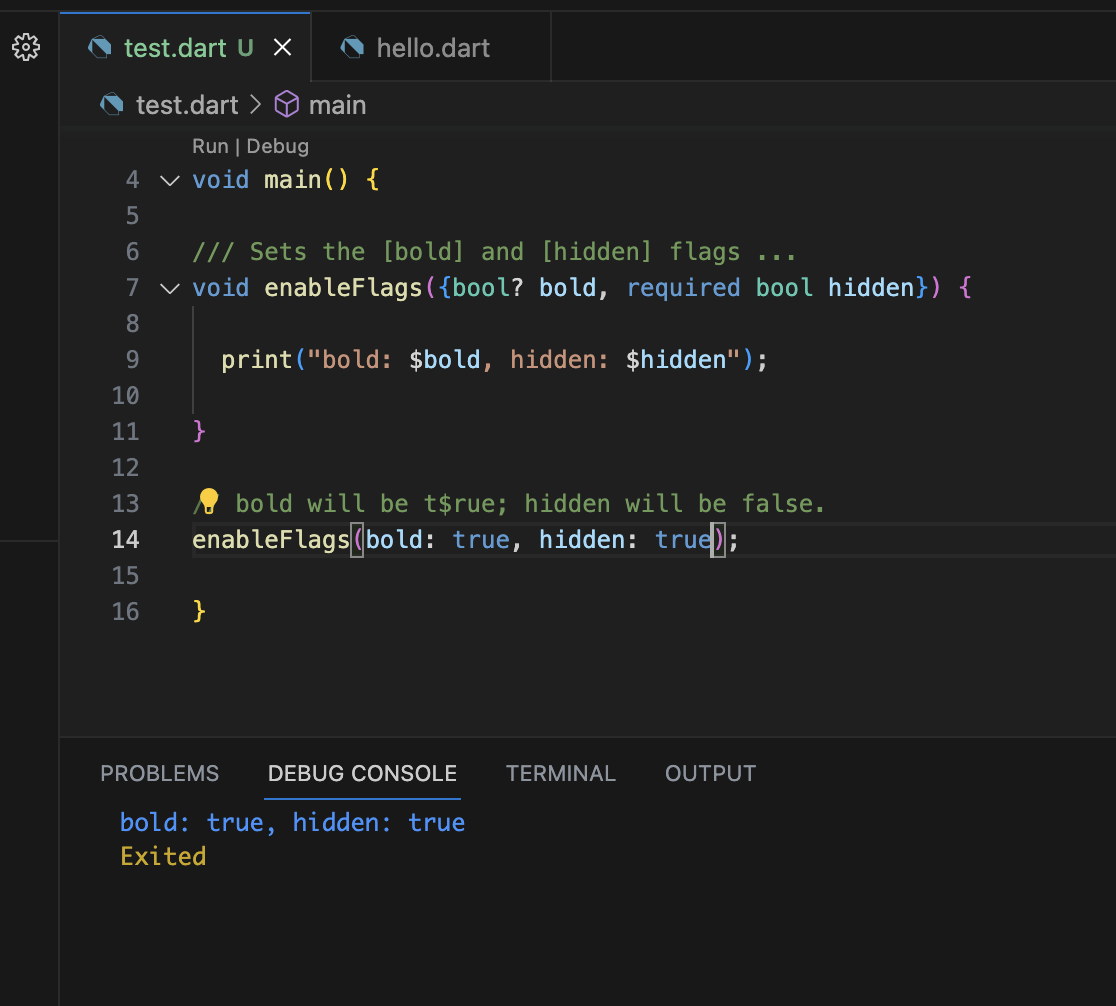 test.dart U
hello.dart
test.dart > main
Run | Debug
4 void main() {
5
6 /// Sets the [bold] and [hidden] flags ...
7 void enableFlags({bool? bold, required bool hidden}) {
8
9 print("bold: $bold, hidden: $hidden");
10
11 }
12
13 / bold will be t$rue; hidden will be false.
14 enableFlags(bold: true, hidden: true);
15
16 }
PROBLEMS DEBUG CONSOLE TERMINAL OUTPUT
bold: true, hidden: true
Exited